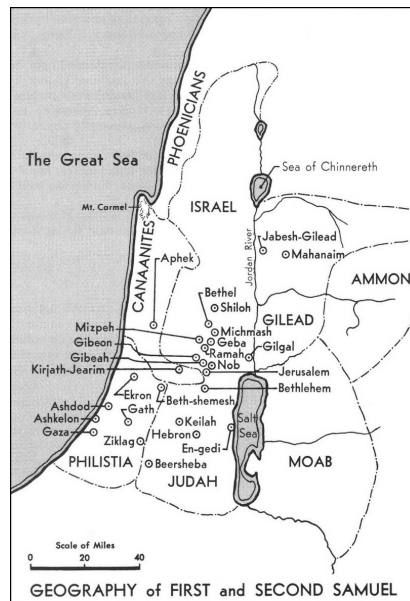 PHOENICIANS
The Great Sea
Sea of Chinnereth
ISRAEL
Mt. Carmel
CANAANITES
Jordan River
Jabesh-Gilead
Mahanaim
Aphek
AMMON
Bethel
Shiloh
GILEAD
Mizpeh
Michmash
Gibeon
Geba
Ramah
Gilgal
Gibeah
Nob
Kirjath-Jearim
Jerusalem
Bethlehem
Ekron
Beth-shemesh
Ashdod
Gath
Keilah
Salt
Sea
Ashkelon
Hebron
Gaza
Ziklag
En-gedi
PHILISTIA
Beersheba
MOAB
JUDAH
Scale of Miles
0 20 40
GEOGRAPHY of FIRST and SECOND SAMUEL